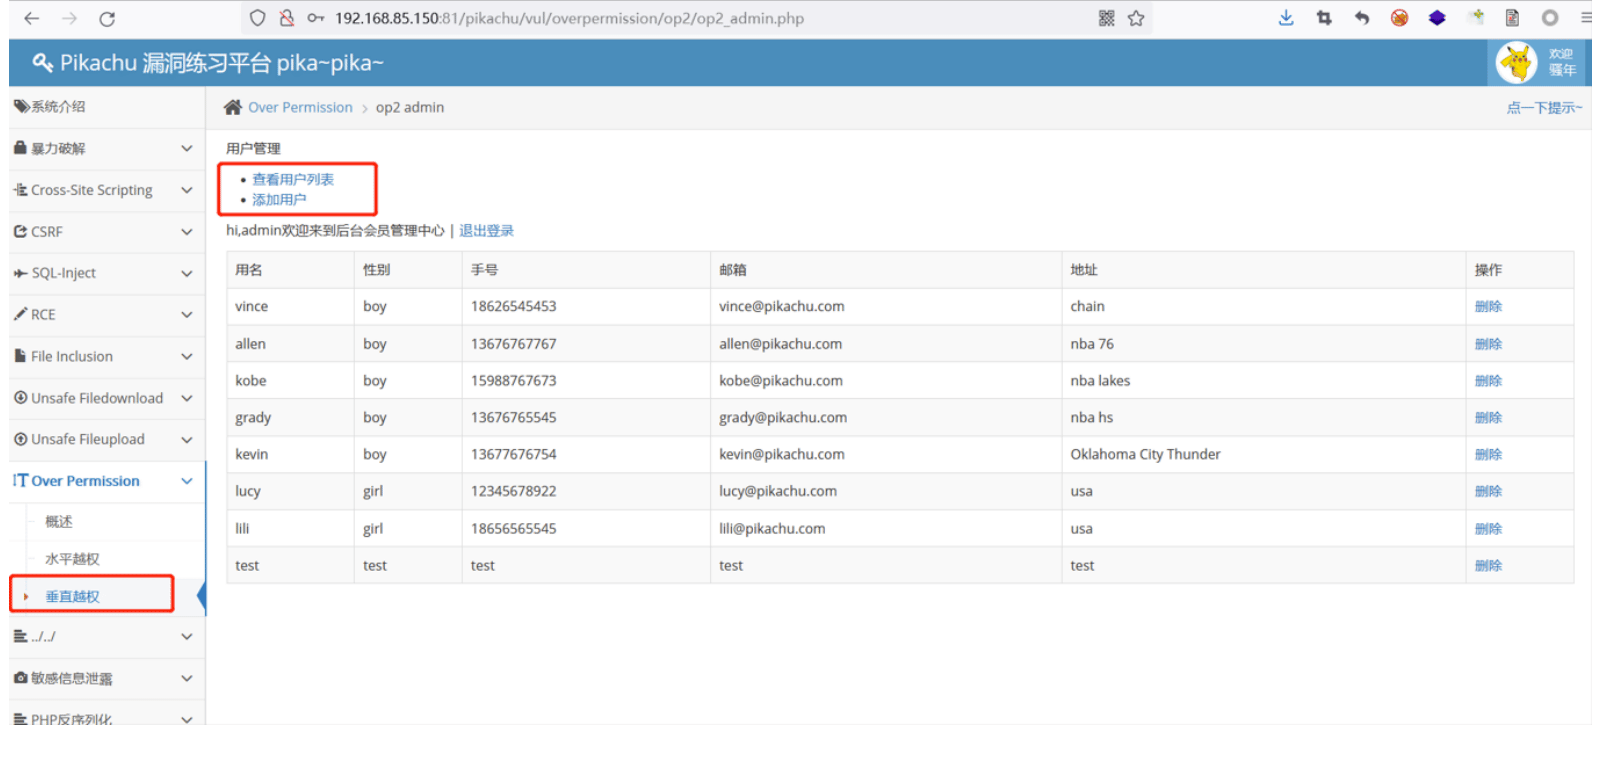 192.168.85.150:81/pikachu/vul/overpermission/op2/op2_admin.php
Pikachu 漏洞练习平台 pika~pika~
欢迎
骚年
系统介绍
Over Permission > op2 admin
点一下提示~
暴力破解
Cross-Site Scripting
CSRF
SQL-Inject
RCE
File Inclusion
Unsafe Filedownload
Unsafe Fileupload
Over Permission
概述
水平越权
垂直越权
../../
敏感信息泄露
PHP反序列化
用户管理
查看用户列表
添加用户
hi,admin欢迎来到后台会员管理中心 | 退出登录
用名 性别 手号 邮箱 地址 操作
vince boy 18626545453 vince@pikachu.com chain 删除
allen boy 13676767767 allen@pikachu.com nba 76 删除
kobe boy 15988767673 kobe@pikachu.com nba lakes 删除
grady boy 13676765545 grady@pikachu.com nba hs 删除
kevin boy 13677676754 kevin@pikachu.com Oklahoma City Thunder 删除
lucy girl 12345678922 lucy@pikachu.com usa 删除
lili girl 18656565545 lili@pikachu.com usa 删除
test test test test test 删除